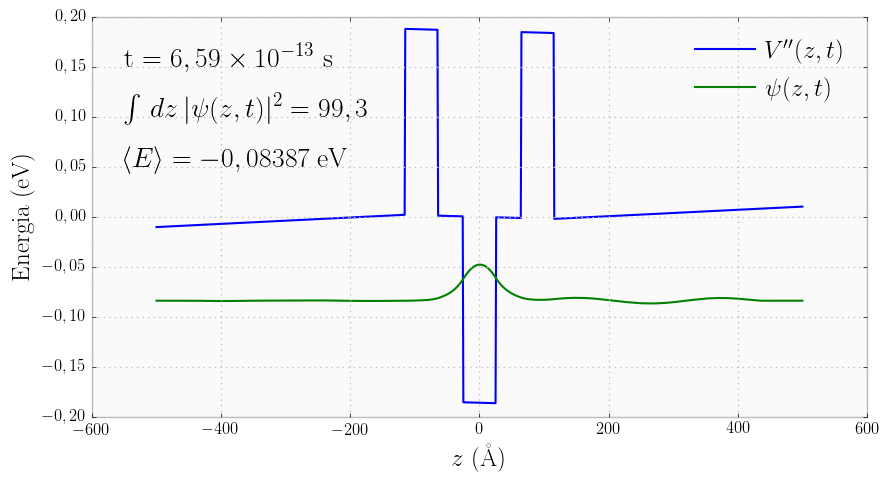 t = 6,59 × 10⁻¹³ s
∫ dz |ψ(z,t)|² = 99,3
⟨E⟩ = −0,08387 eV
V′′(z,t)
ψ(z,t)
Energia (eV)
0,20
0,15
0,10
0,05
0,00
−0,05
−0,10
−0,15
−0,20
−600 −400 −200 0 200 400 600
z (Å)